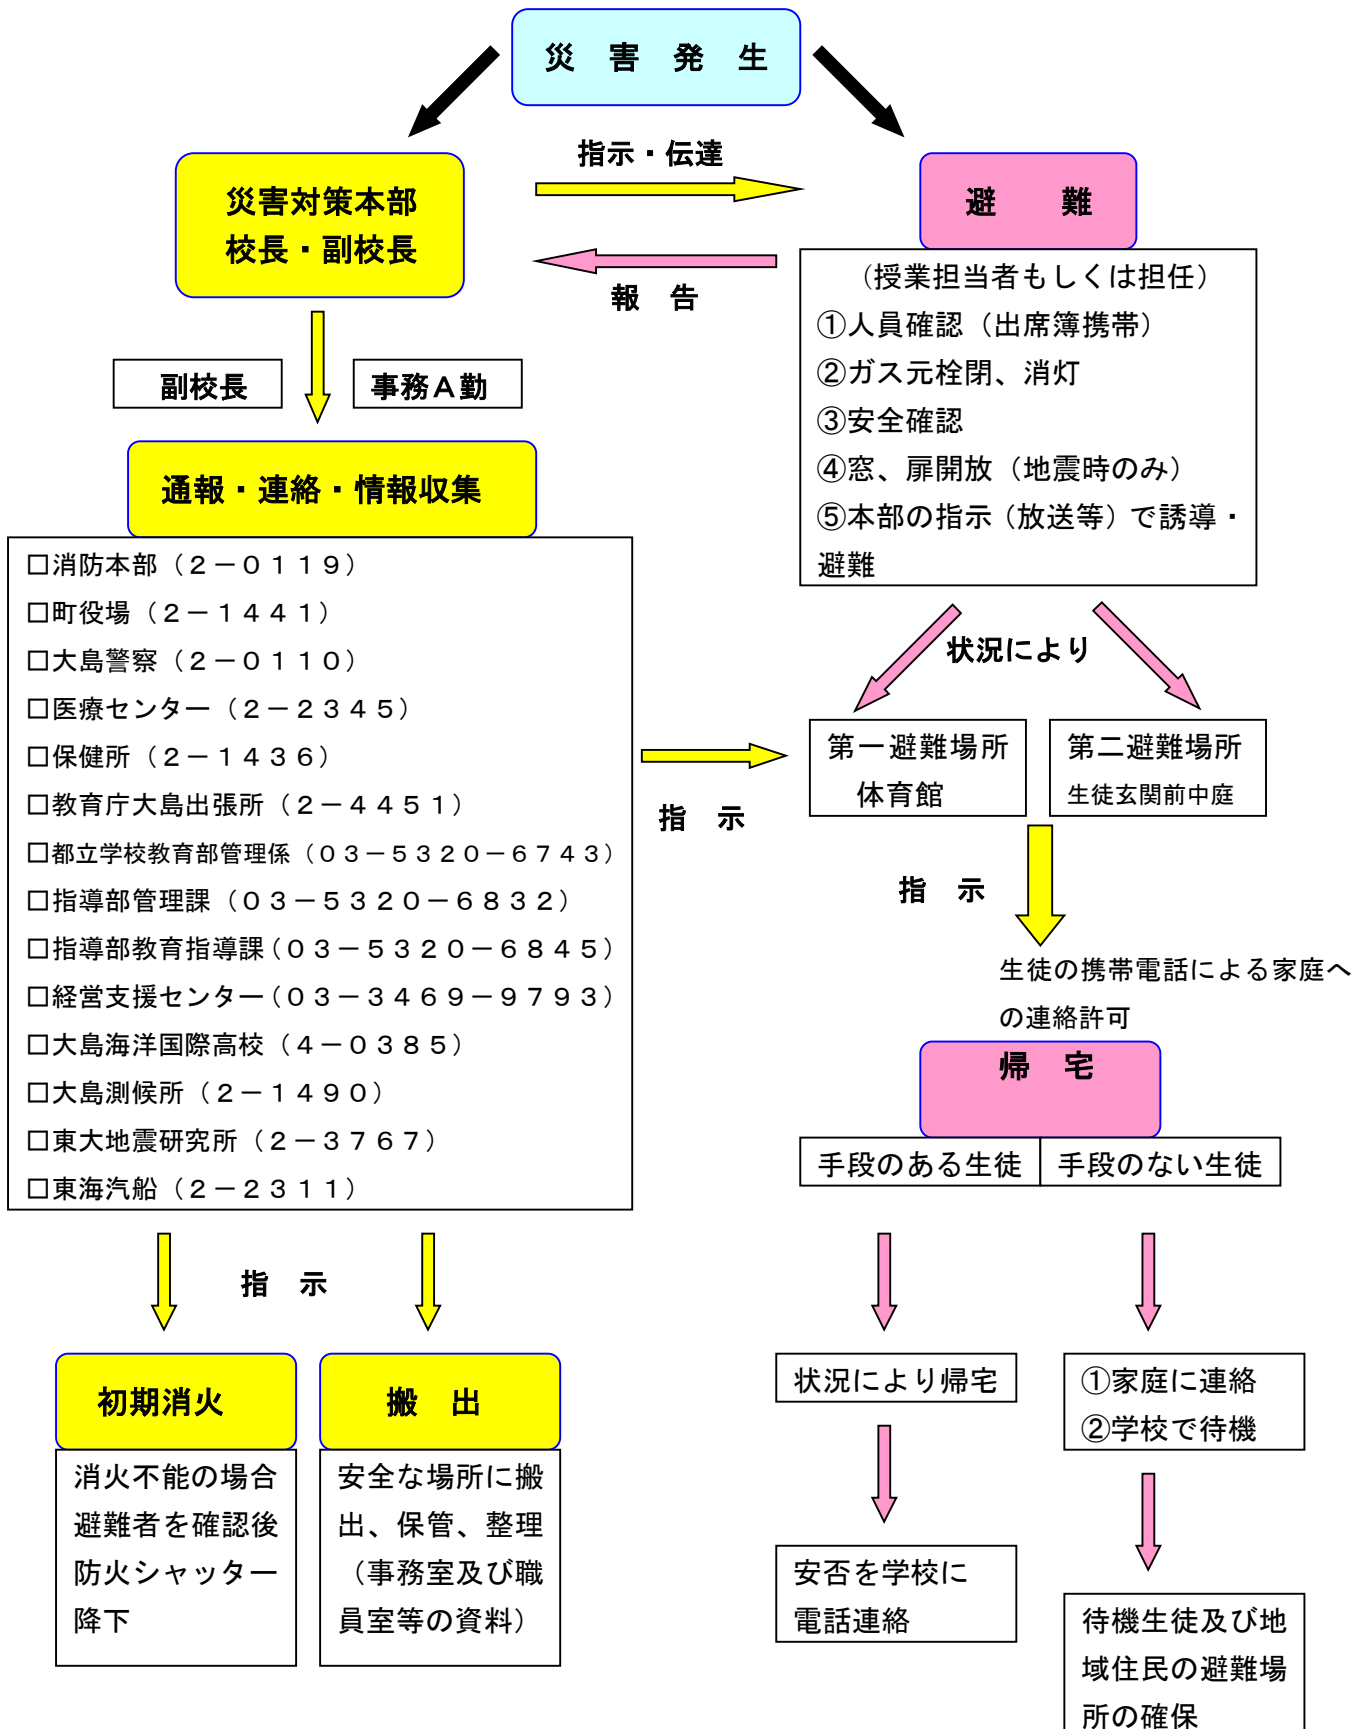 災　害　発　生
指示・伝達
災害対策本部
校長・副校長
避　　難
報　告
（授業担当者もしくは担任）
①人員確認（出席簿携帯）
②ガス元栓閉、消灯
③安全確認
④窓、扉開放（地震時のみ）
⑤本部の指示（放送等）で誘導・
避難
副校長
事務Ａ勤
通報・連絡・情報収集
□消防本部（２－０１１９）
□町役場（２－１４４１）
□大島警察（２－０１１０）
□医療センター（２－２３４５）
□保健所（２－１４３６）
□教育庁大島出張所（２－４４５１）
□都立学校教育部管理係（０３－５３２０－６７４３）
□指導部管理課（０３－５３２０－６８３２）
□指導部教育指導課（０３－５３２０－６８４５）
□経営支援センター（０３－３４６９－９７９３）
□大島海洋国際高校（４－０３８５）
□大島測候所（２－１４９０）
□東大地震研究所（２－３７６７）
□東海汽船（２－２３１１）
状況により
第一避難場所
体育館
第二避難場所
生徒玄関前中庭
指　示
指　示
生徒の携帯電話による家庭へ
の連絡許可
帰　宅
手段のある生徒
手段のない生徒
指　示
初期消火
消火不能の場合
避難者を確認後
防火シャッター
降下
搬　出
安全な場所に搬
出、保管、整理
（事務室及び職
員室等の資料）
状況により帰宅
安否を学校に
電話連絡
①家庭に連絡
②学校で待機
待機生徒及び地
域住民の避難場
所の確保